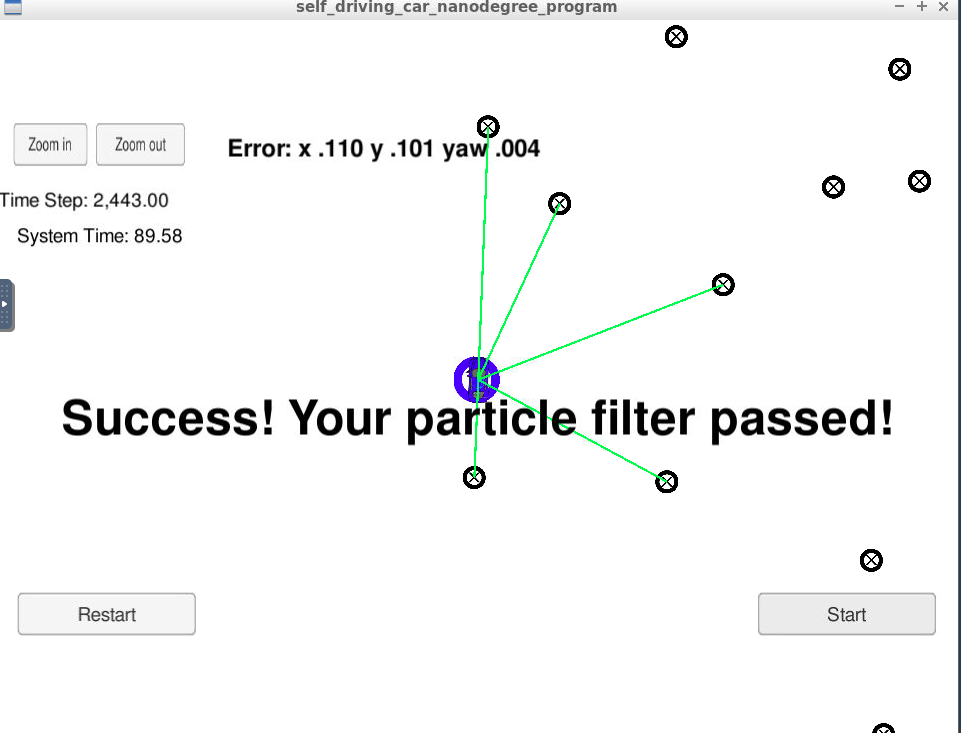 self_driving_car_nanodegree_program
Zoom in Zoom out
Error: x .110 y .101 yaw .004
Time Step: 2,443.00
System Time: 89.58
Success! Your particle filter passed!
Restart Start